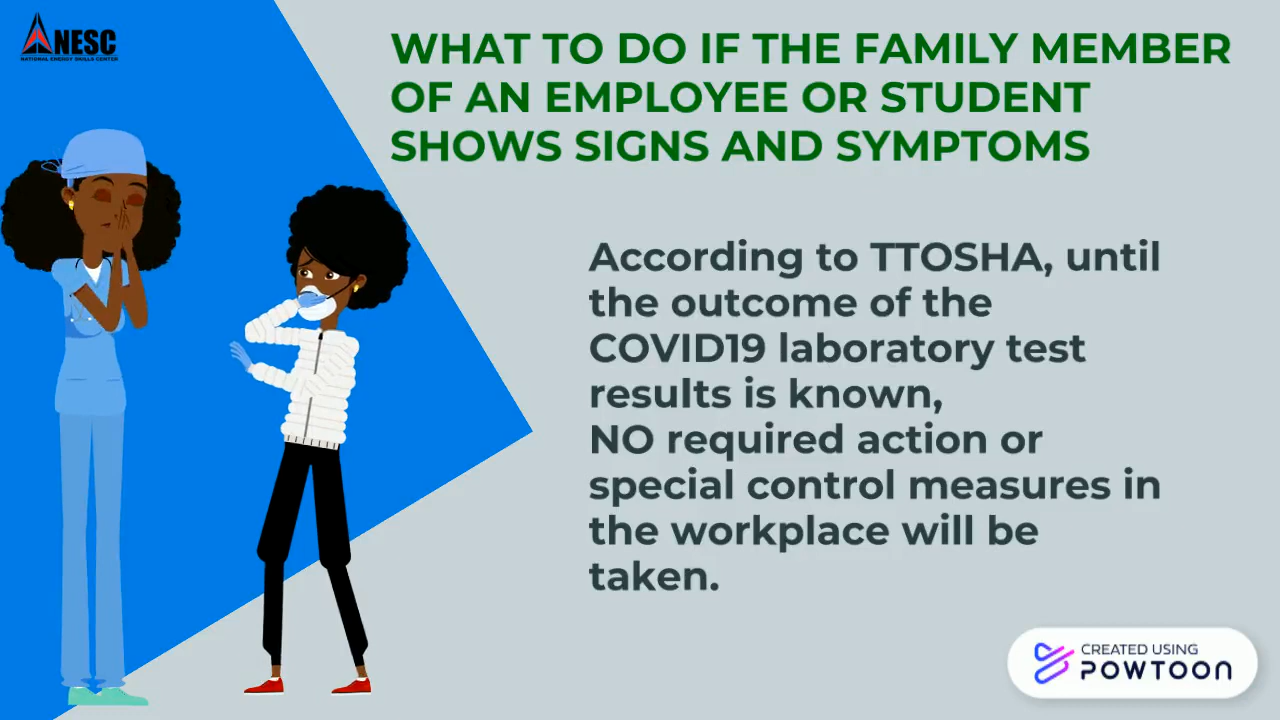 NESC
NATIONAL ENERGY SKILLS CENTER
WHAT TO DO IF THE FAMILY MEMBER
OF AN EMPLOYEE OR STUDENT
SHOWS SIGNS AND SYMPTOMS
According to TTOSHA, until
the outcome of the
COVID19 laboratory test
results is known,
NO required action or
special control measures in
the workplace will be
taken.
CREATED USING
POWTOON